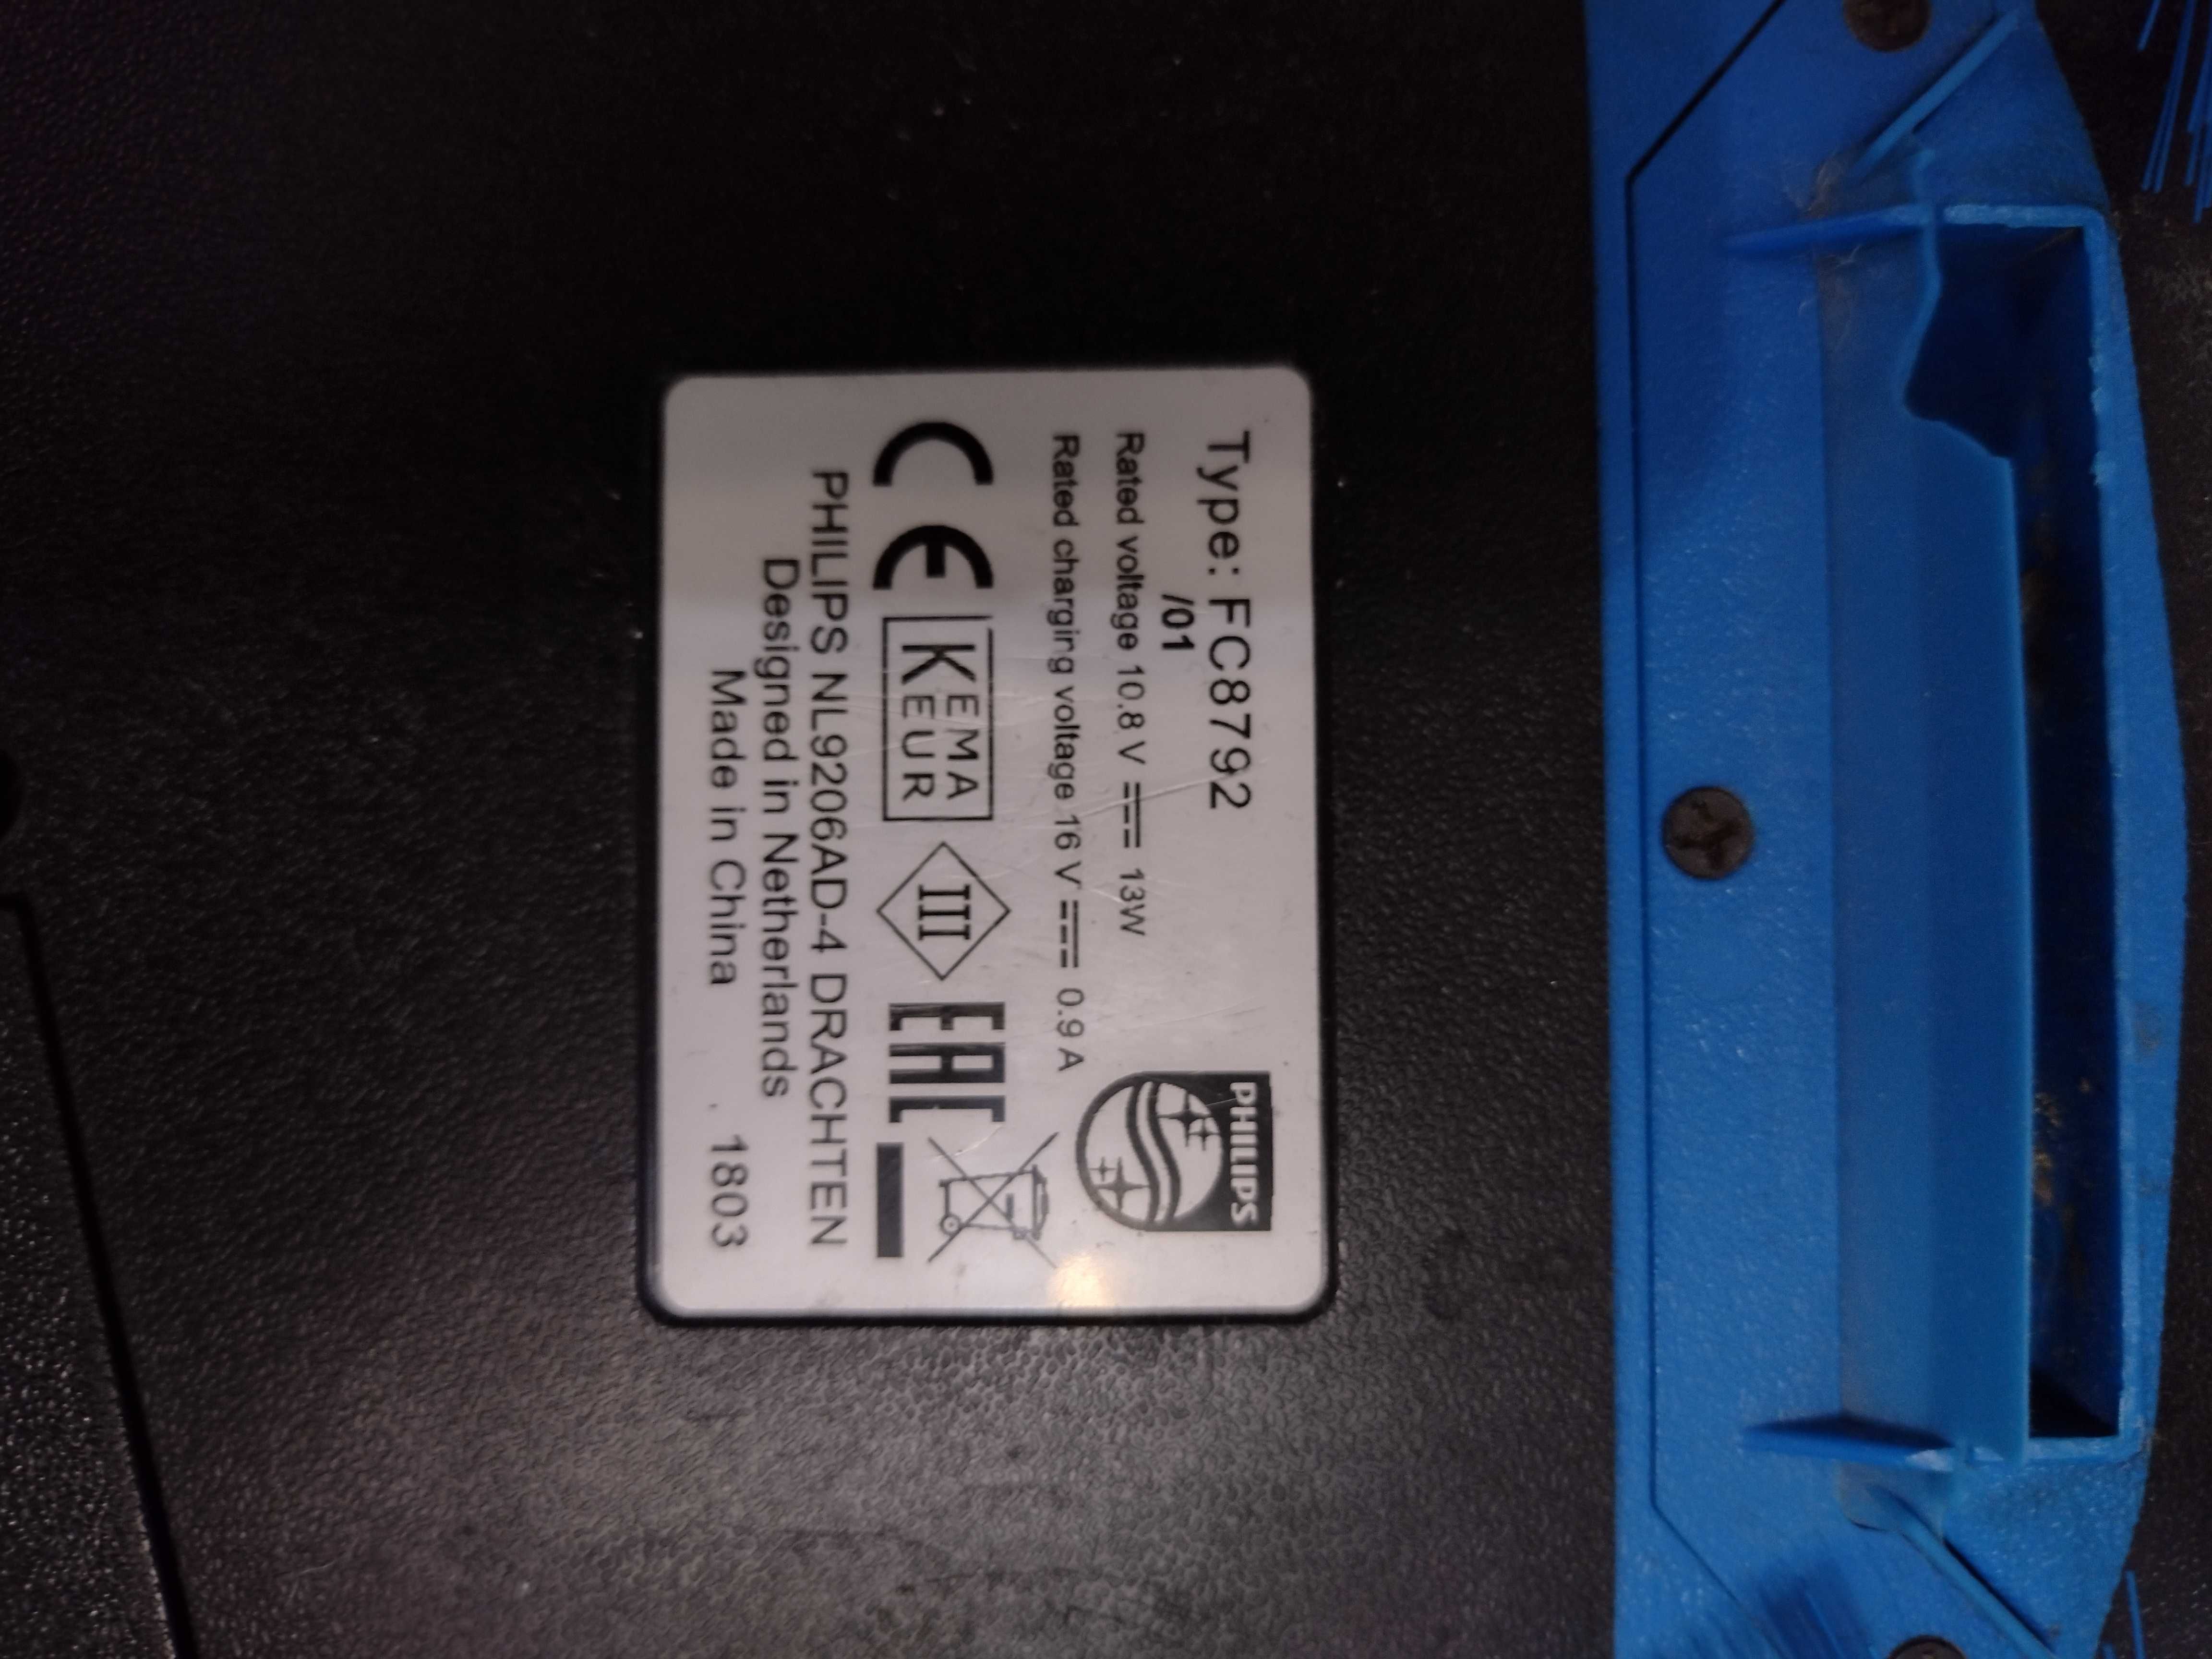 Type: FC8792
/01
PHILIPS
Rated voltage 10.8 V ⎓ 13W
Rated charging voltage 16 V ⎓ 0.9 A
CE KEMA KEUR III EAC
PHILIPS NL9206AD-4 DRACHTEN
Designed in Netherlands
Made in China 1803